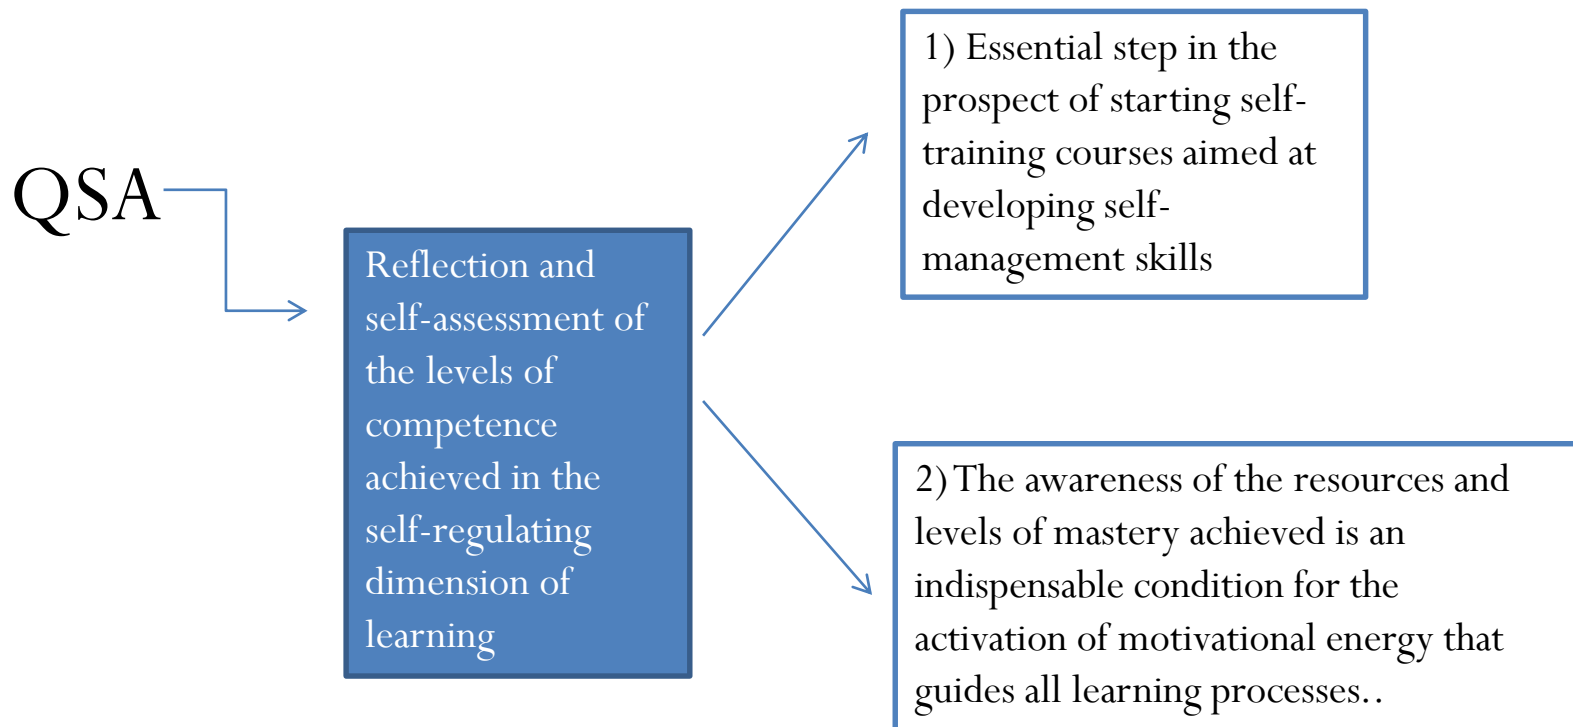 QSA
Reflection and
self-assessment of
the levels of
competence
achieved in the
self-regulating
dimension of
learning
1) Essential step in the
prospect of starting self-
training courses aimed at
developing self-
management skills
2) The awareness of the resources and
levels of mastery achieved is an
indispensable condition for the
activation of motivational energy that
guides all learning processes..